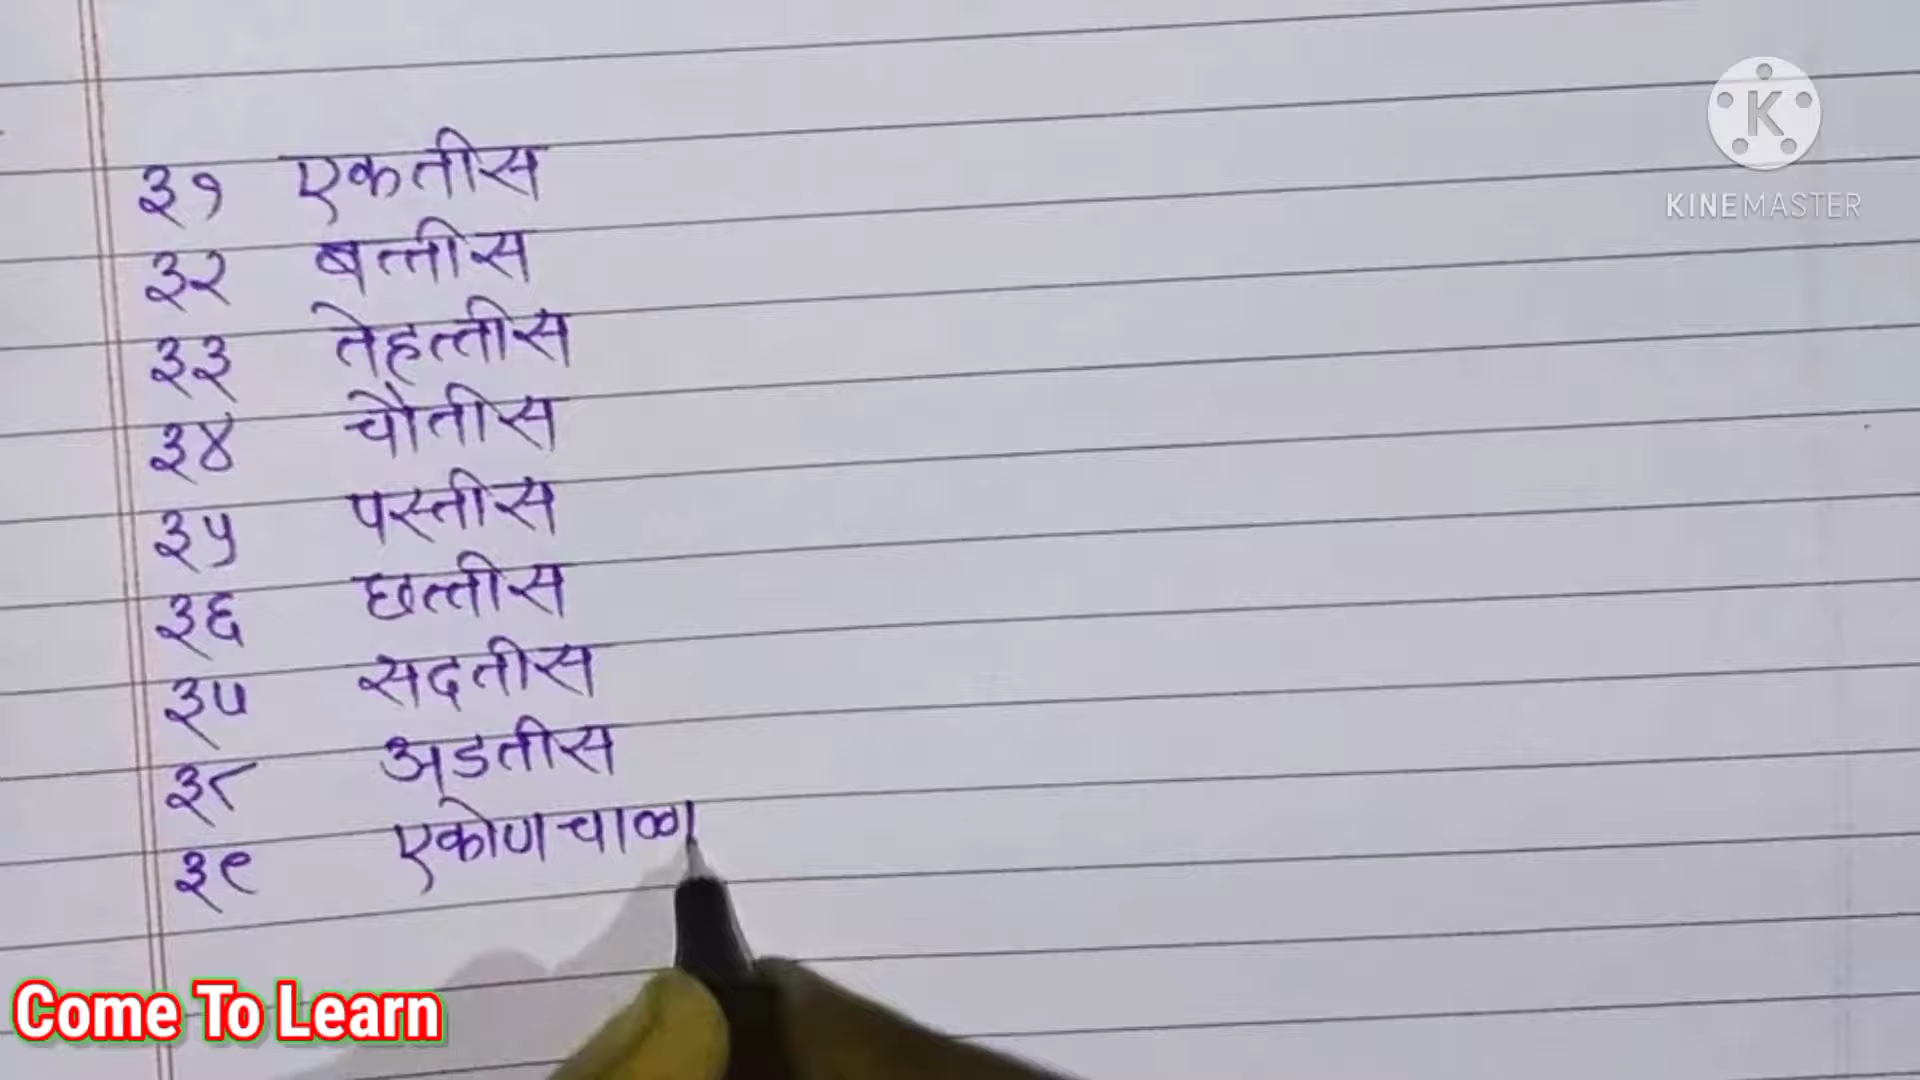 ३१ एकतीस
३२ बत्तीस
३३ तेहत्तीस
३४ चौतीस
३५ पस्तीस
३६ छत्तीस
३७ सदतीस
३८ अडतीस
३९ एकोणचाळी
K
KINEMASTER
Come To Learn